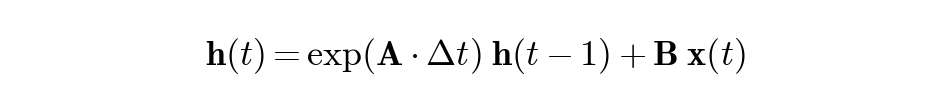 𝐡(t) = exp(𝐀 · Δt) 𝐡(t − 1) + 𝐁 𝐱(t)